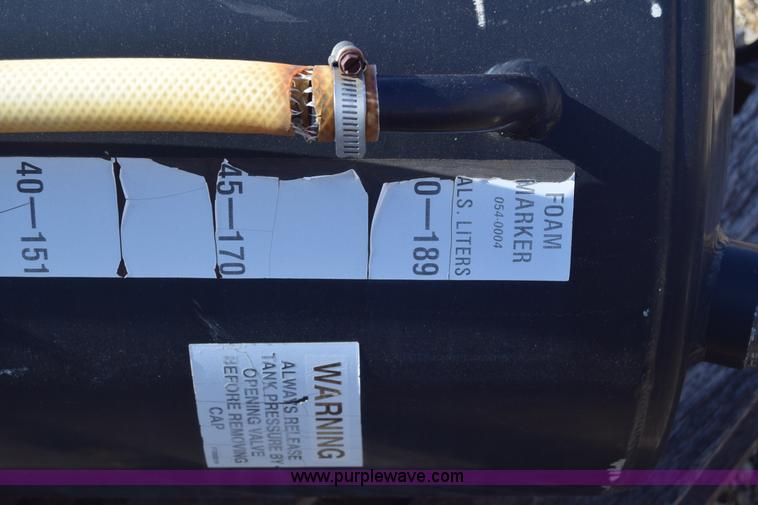 FOAM
MARKER
054-0004
ALS. LITERS
0—189
45—170
40—151
WARNING
ALWAYS RELEASE
TANK PRESSURE BY
OPENING VALVE
BEFORE REMOVING
CAP
www.purplewave.com